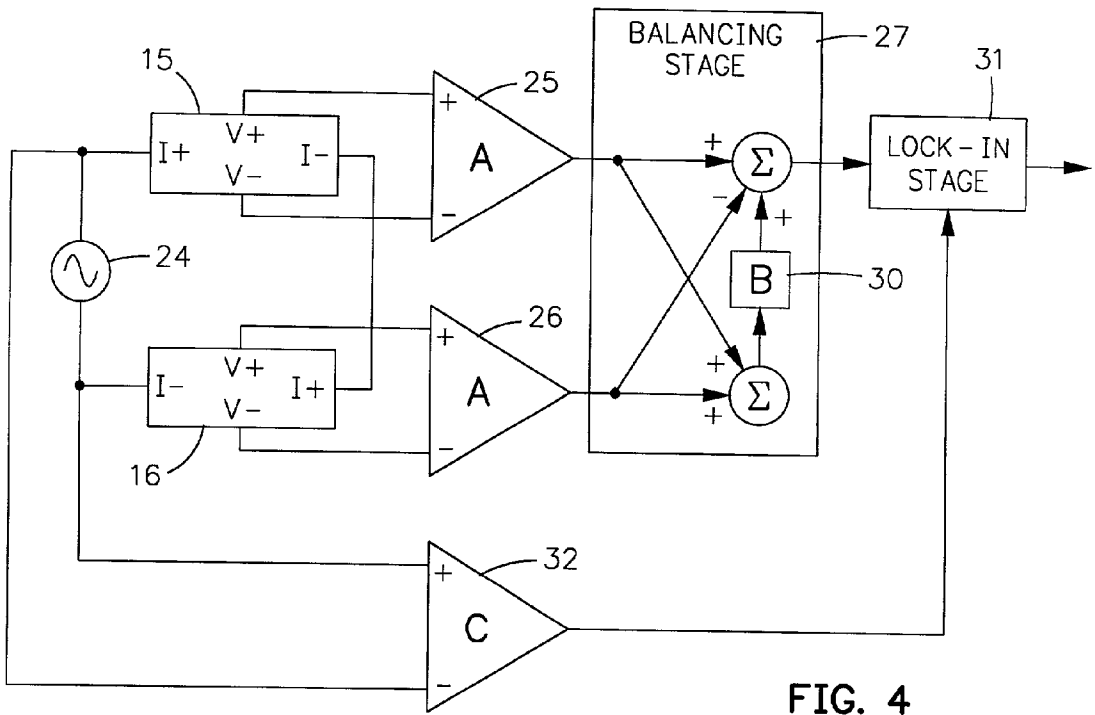 BALANCING
STAGE
27
15
25
31
I+
V+
V-
I-
+
-
A
+
-
Σ
+
LOCK-IN
STAGE
24
B
30
26
I-
V+
V-
I+
+
-
A
+
+
Σ
16
32
+
-
C
FIG. 4